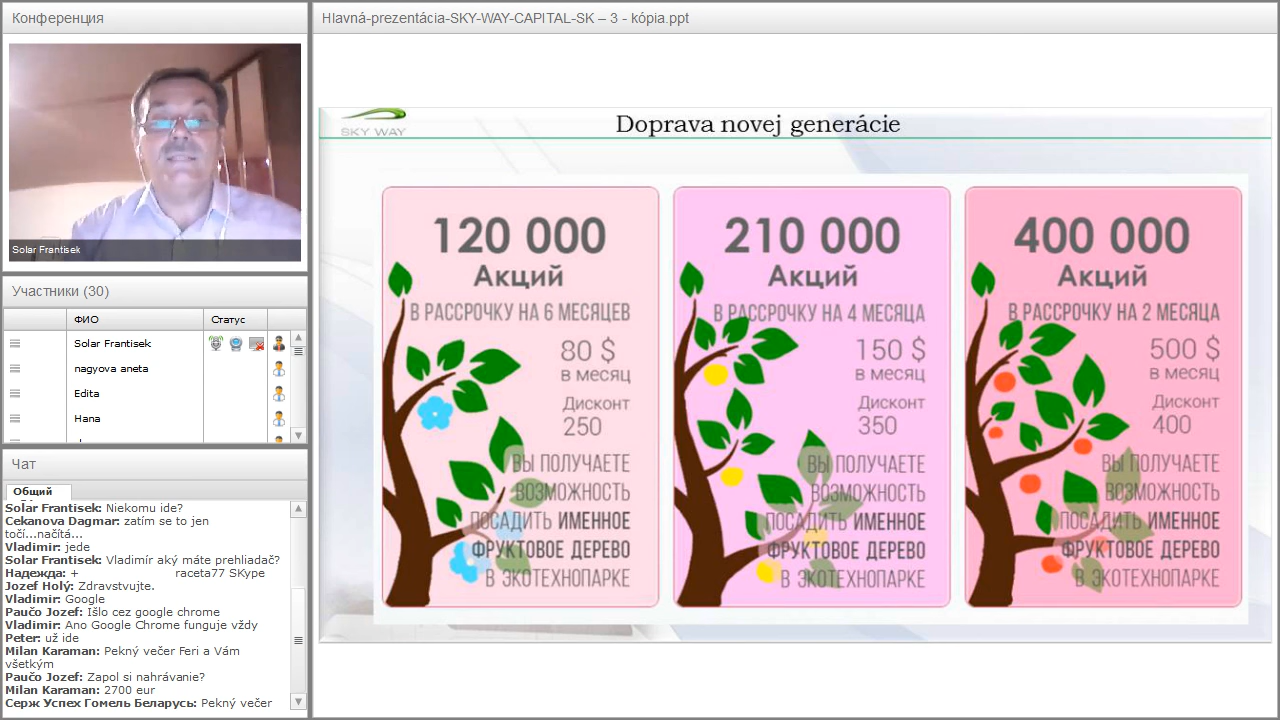 Конференция
Solar Frantisek
Участники (30)
ФИО
Статус
Solar Frantisek
nagyova aneta
Edita
Hana
Чат
Общий
Solar Frantisek: Niekomu ide?
Cekanova Dagmar: zatím se to jen
točí...načítá...
Vladimir: jede
Solar Frantisek: Vladimír aký máte prehliadač?
Надежда: + raceta77 SKype
Jozef Holý: Zdravstvujte.
Vladimir: Google
Paučo Jozef: Išlo cez google chrome
Vladimir: Ano Google Chrome funguje vždy
Peter: už ide
Milan Karaman: Pekný večer Feri a Vám
všetkým
Paučo Jozef: Zapol si nahrávanie?
Milan Karaman: 2700 eur
Серж Успех Гомель Беларусь: Pekný večer
Hlavná-prezentácia-SKY-WAY-CAPITAL-SK – 3 - kópia.ppt
SKY WAY
Doprava novej generácie
120 000
Акций
В РАССРОЧКУ НА 6 МЕСЯЦЕВ
80 $
в месяц
Дисконт
250
ВЫ ПОЛУЧАЕТЕ
ВОЗМОЖНОСТЬ
ПОСАДИТЬ ИМЕННОЕ
ФРУКТОВОЕ ДЕРЕВО
В ЭКОТЕХНОПАРКЕ
210 000
Акций
В РАССРОЧКУ НА 4 МЕСЯЦА
150 $
в месяц
Дисконт
350
ВЫ ПОЛУЧАЕТЕ
ВОЗМОЖНОСТЬ
ПОСАДИТЬ ИМЕННОЕ
ФРУКТОВОЕ ДЕРЕВО
В ЭКОТЕХНОПАРКЕ
400 000
Акций
В РАССРОЧКУ НА 2 МЕСЯЦА
500 $
в месяц
Дисконт
400
ВЫ ПОЛУЧАЕТЕ
ВОЗМОЖНОСТЬ
ПОСАДИТЬ ИМЕННОЕ
ФРУКТОВОЕ ДЕРЕВО
В ЭКОТЕХНОПАРКЕ